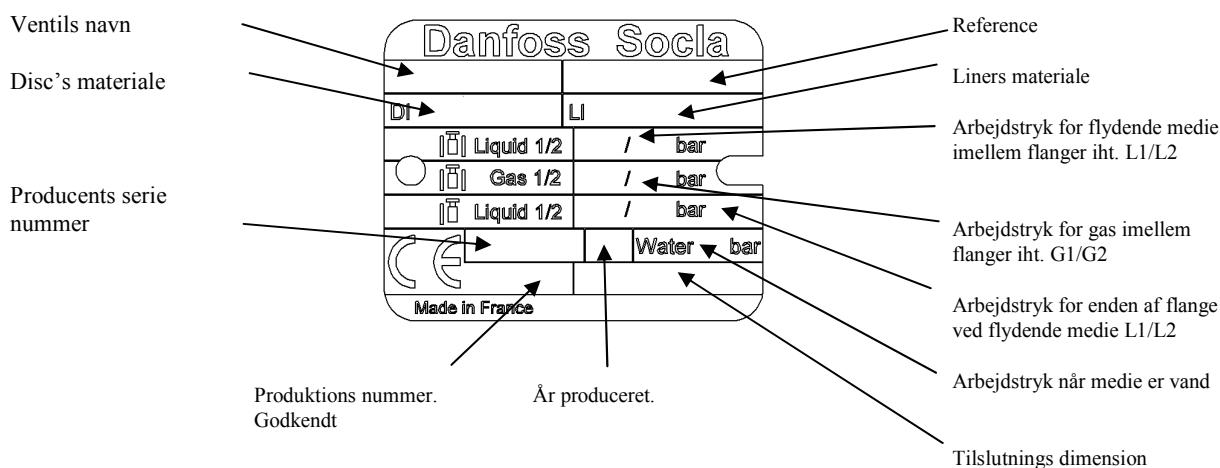 Ventils navn
Disc's materiale
Producents serie
nummer
Danfoss Socla
DI
LI
Liquid 1/2 / bar
Gas 1/2 / bar
Liquid 1/2 / bar
CE
Water bar
Made in France
Reference
Liners materiale
Arbejdstryk for flydende medie
imellem flanger iht. L1/L2
Arbejdstryk for gas imellem
flanger iht. G1/G2
Arbejdstryk for enden af flange
ved flydende medie L1/L2
Arbejdstryk når medie er vand
Tilslutnings dimension
Produktions nummer.
Godkendt
År produceret.